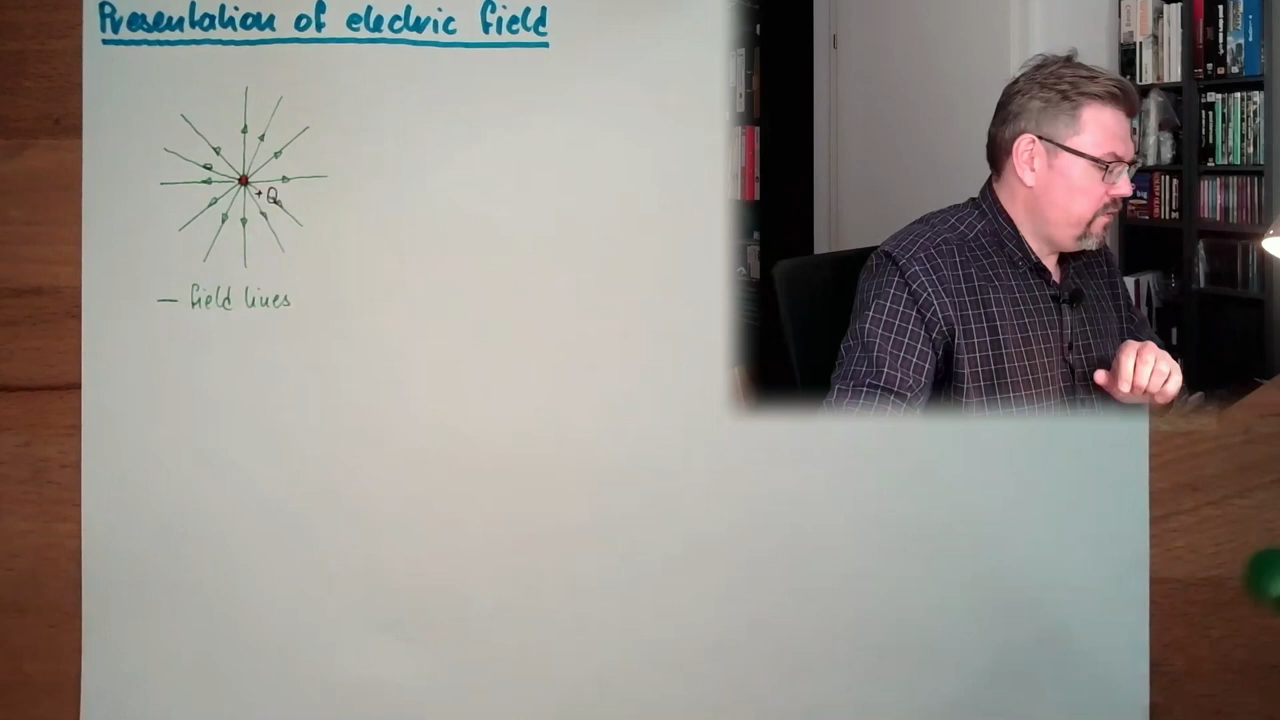 Presentation of electric field
+Q
— field lines